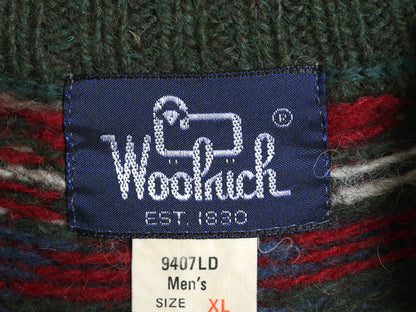 ®
Woolrich
EST. 1830
9407LD
Men's
SIZE XL